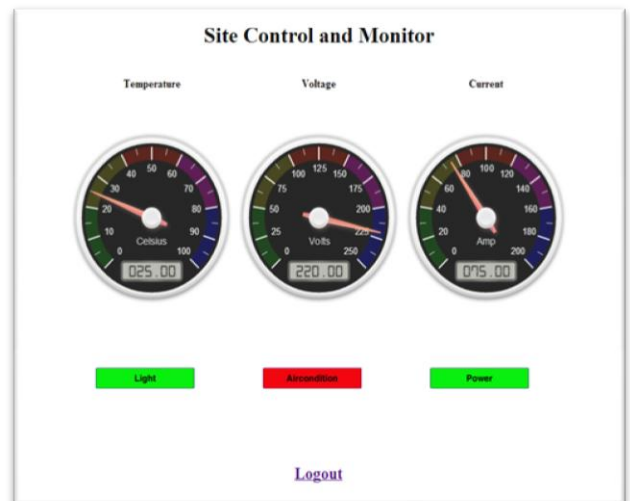 Site Control and Monitor
Temperature Voltage Current
0 10 20 30 40 50 60 70 80 90 100
Celsius
025.00
0 25 50 75 100 125 150 175 200 225 250
Volts
220.00
0 20 40 60 80 100 120 140 160 180 200
Amp
075.00
Light Aircondition Power
Logout